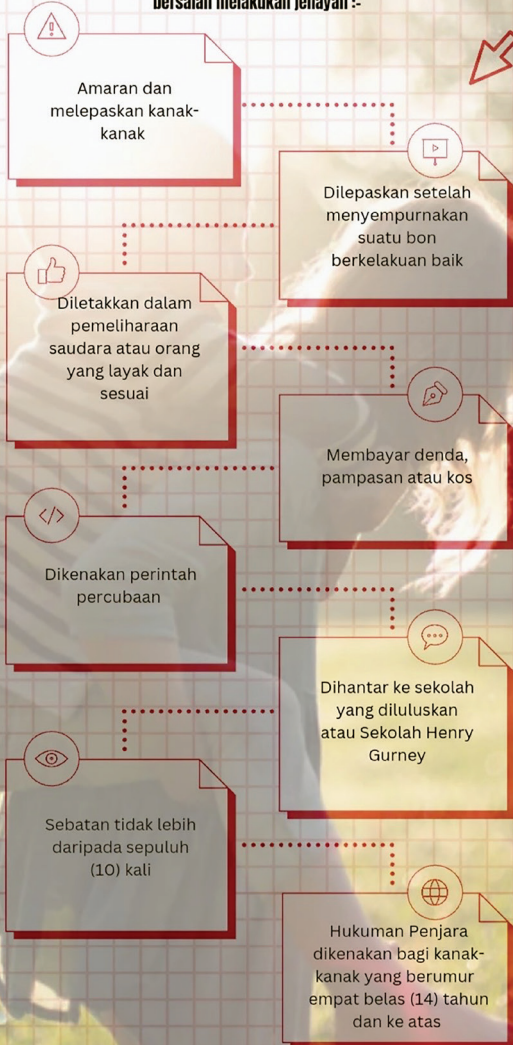 bersalah melakukan jenayah :-
Amaran dan
melepaskan kanak-
kanak
Dilepaskan setelah
menyempurnakan
suatu bon
berkelakuan baik
Diletakkan dalam
pemeliharaan
saudara atau orang
yang layak dan
sesuai
Membayar denda,
pampasan atau kos
Dikenakan perintah
percubaan
Dihantar ke sekolah
yang diluluskan
atau Sekolah Henry
Gurney
Sebatan tidak lebih
daripada sepuluh
(10) kali
Hukuman Penjara
dikenakan bagi kanak-
kanak yang berumur
empat belas (14) tahun
dan ke atas